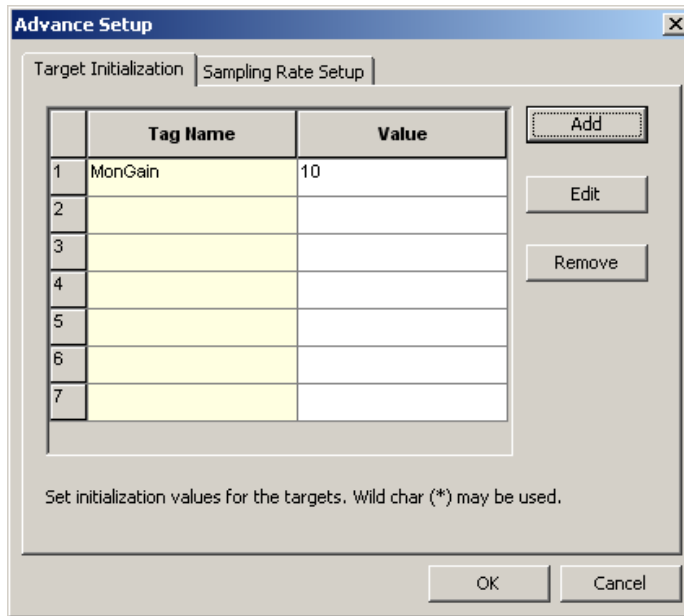 Advance Setup
Target Initialization Sampling Rate Setup
Tag Name Value
1 MonGain 10
2
3
4
5
6
7
Add
Edit
Remove
Set initialization values for the targets. Wild char (*) may be used.
OK Cancel